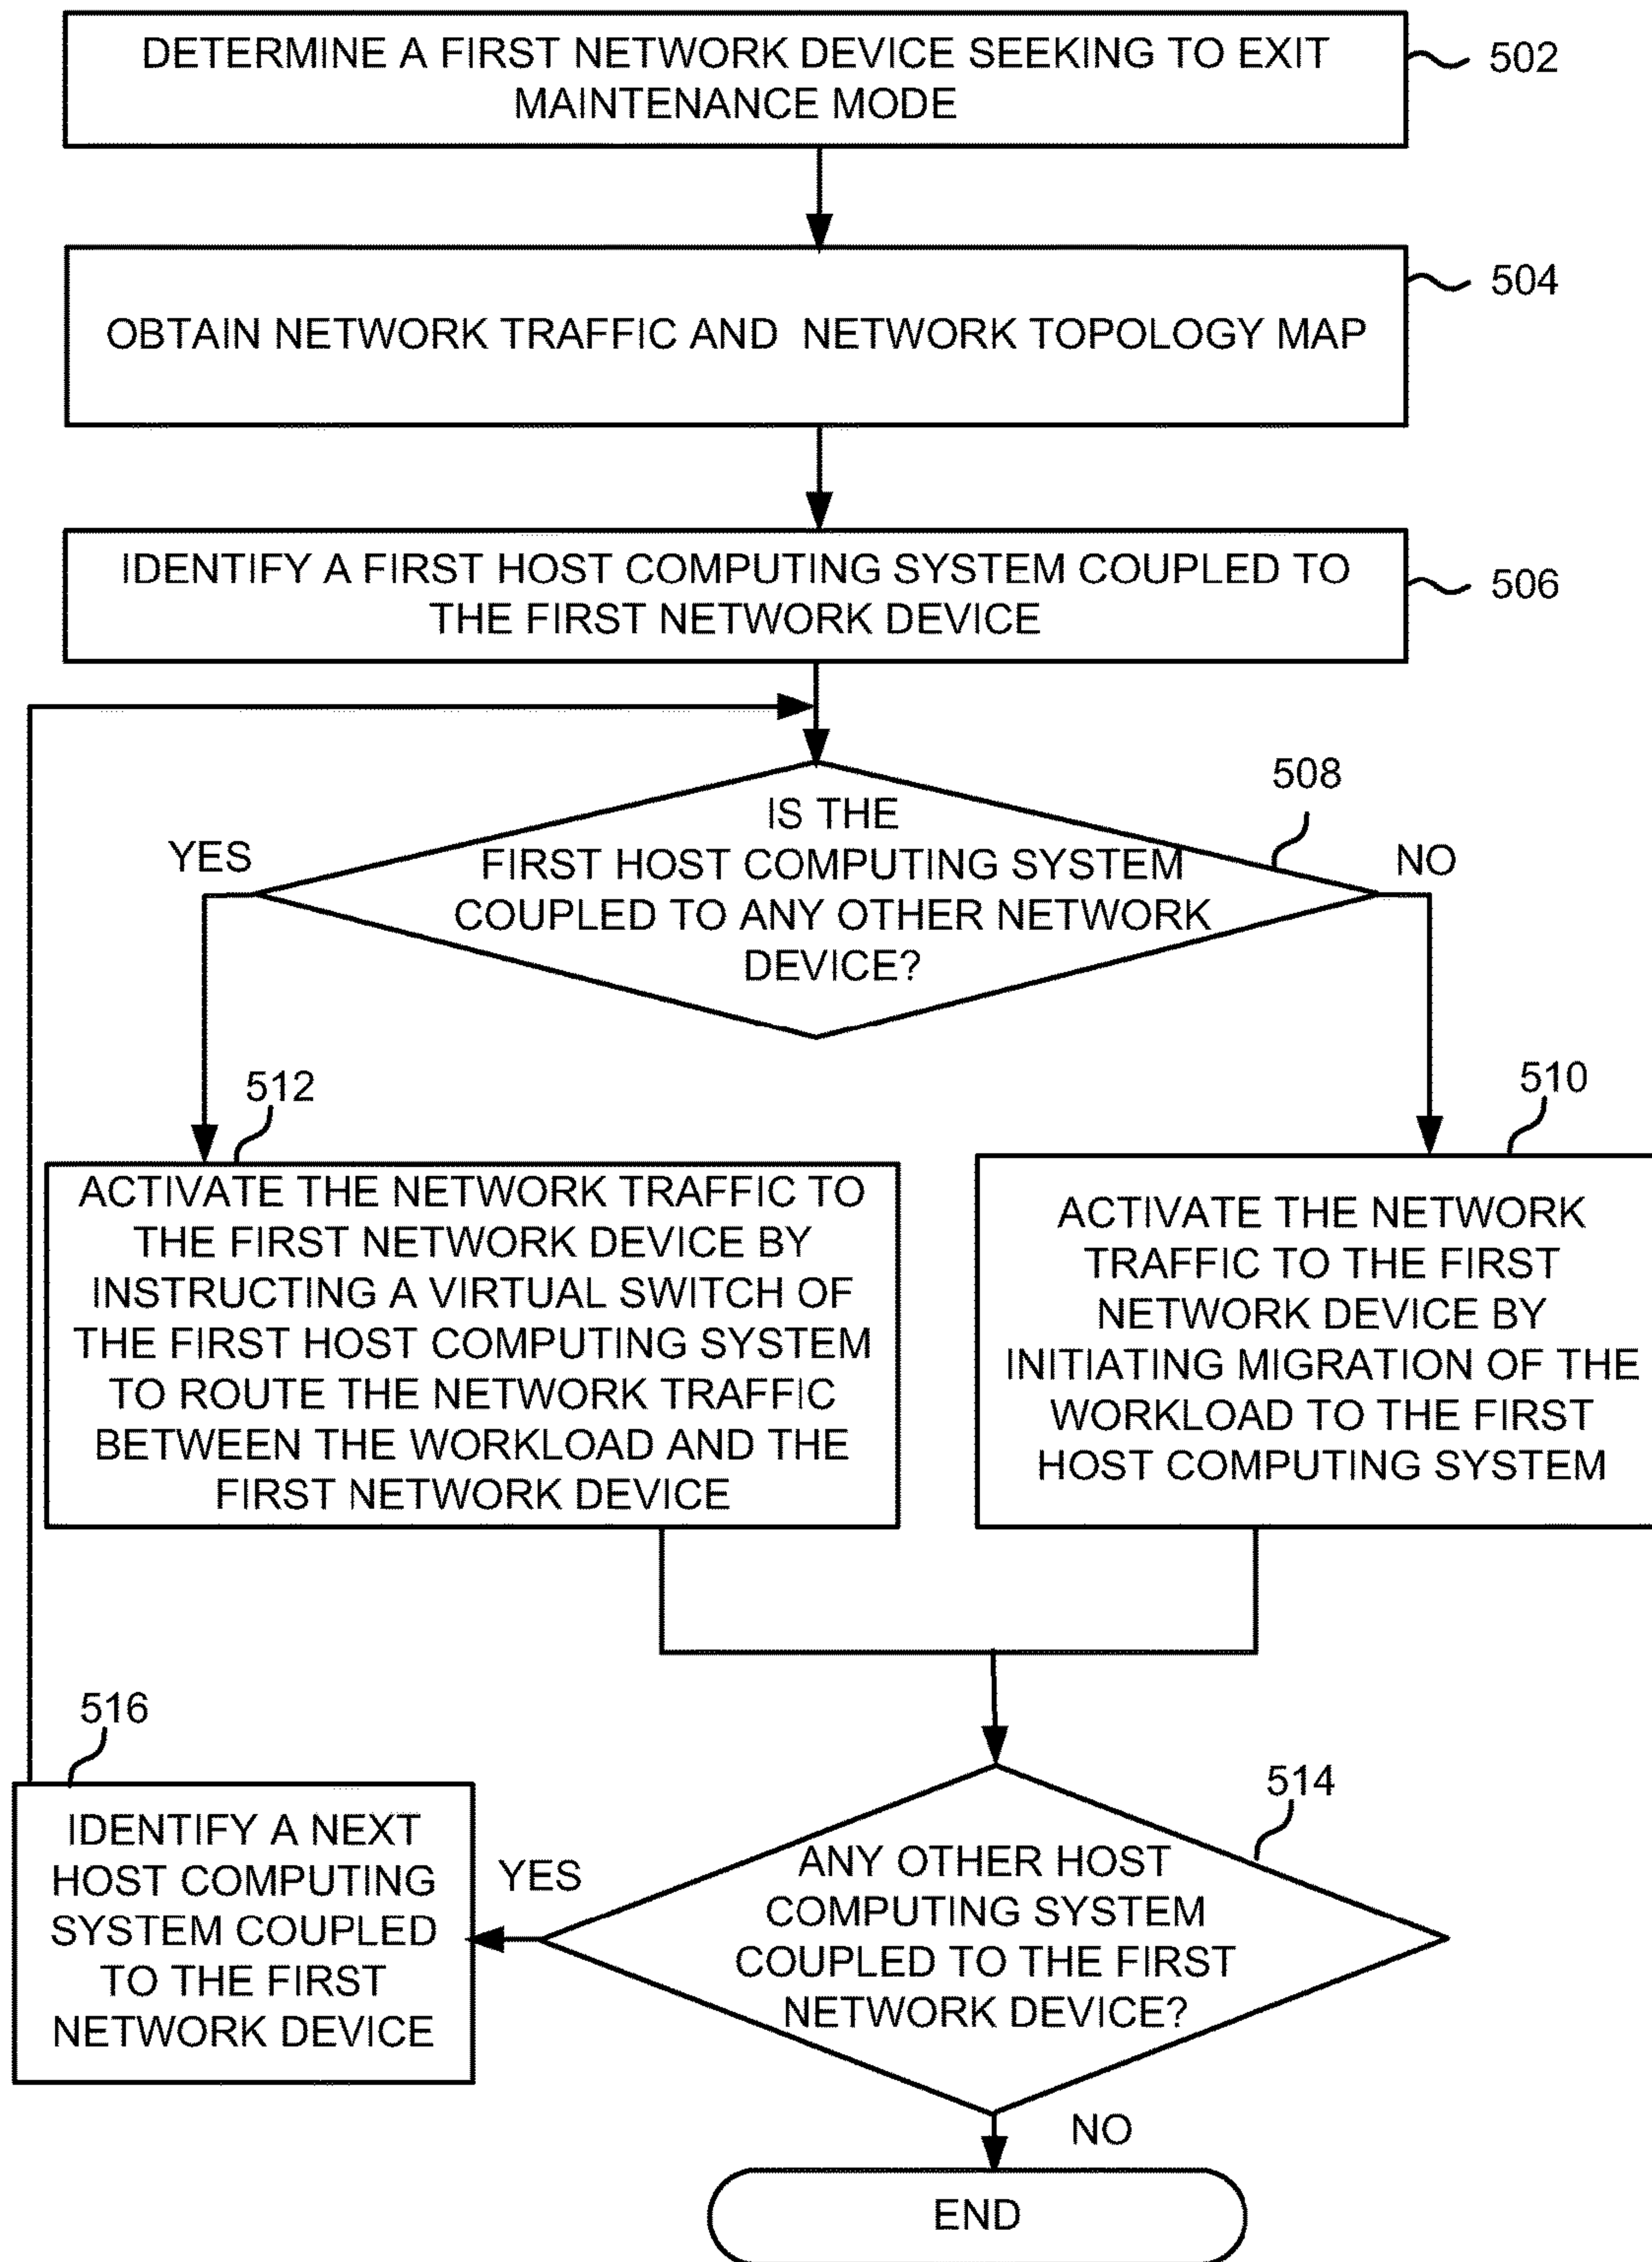 DETERMINE A FIRST NETWORK DEVICE SEEKING TO EXIT
MAINTENANCE MODE
502
OBTAIN NETWORK TRAFFIC AND NETWORK TOPOLOGY MAP
504
IDENTIFY A FIRST HOST COMPUTING SYSTEM COUPLED TO
THE FIRST NETWORK DEVICE
506
508
IS THE
FIRST HOST COMPUTING SYSTEM
COUPLED TO ANY OTHER NETWORK
DEVICE?
YES
NO
512
ACTIVATE THE NETWORK TRAFFIC TO
THE FIRST NETWORK DEVICE BY
INSTRUCTING A VIRTUAL SWITCH OF
THE FIRST HOST COMPUTING SYSTEM
TO ROUTE THE NETWORK TRAFFIC
BETWEEN THE WORKLOAD AND THE
FIRST NETWORK DEVICE
510
ACTIVATE THE NETWORK
TRAFFIC TO THE FIRST
NETWORK DEVICE BY
INITIATING MIGRATION OF THE
WORKLOAD TO THE FIRST
HOST COMPUTING SYSTEM
514
ANY OTHER HOST
COMPUTING SYSTEM
COUPLED TO THE FIRST
NETWORK DEVICE?
YES
516
IDENTIFY A NEXT
HOST COMPUTING
SYSTEM COUPLED
TO THE FIRST
NETWORK DEVICE
NO
END